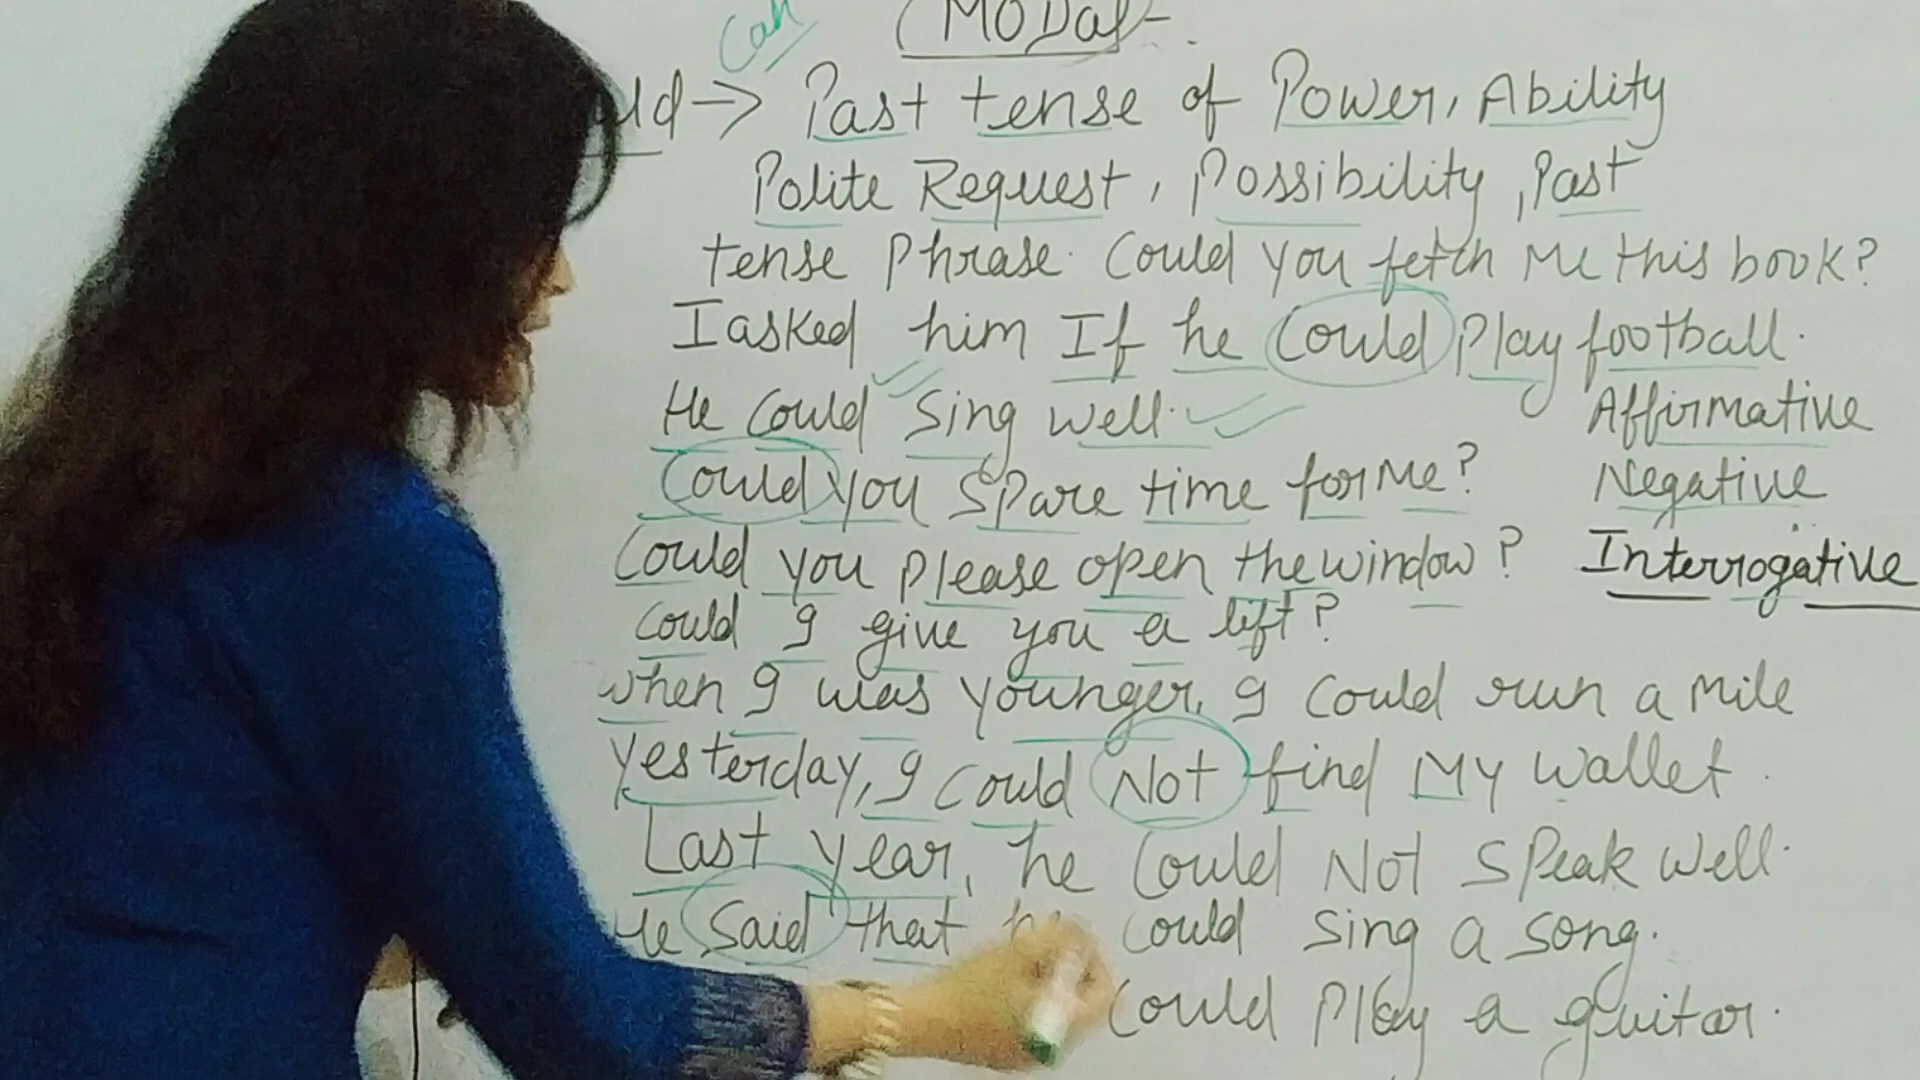 Can
(MODal-
uld → Past tense of Power, Ability
Polite Request, Possibility, Past
tense Phrase. Could you fetch me this book?
I asked him If he Could Play football.
He Could Sing well. Affirmative
Could you Spare time for me? Negative
Could you please open the window? Interrogative
Could I give you a lift?
when I was younger, I Could run a mile
yesterday, I Could Not find My wallet.
Last year, he Could Not Speak well.
He Said that he Could Sing a Song.
Could Play a guitar.